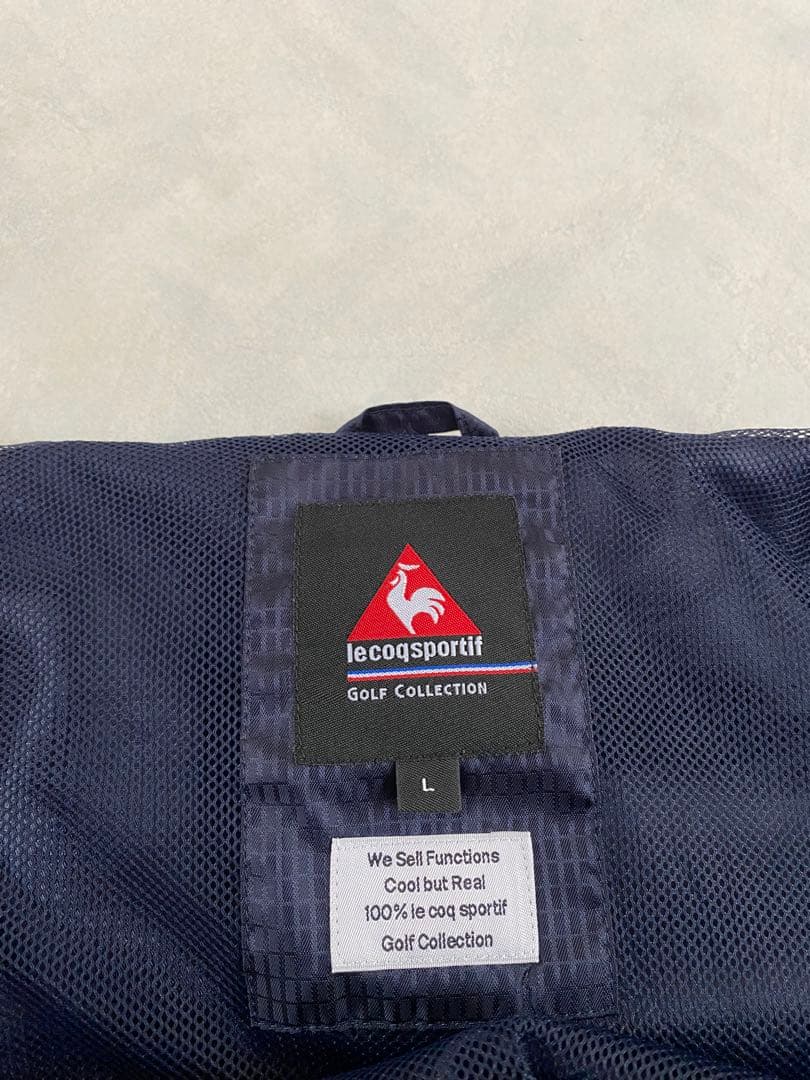 lecoqsportif
GOLF COLLECTION
L
We Sell Functions
Cool but Real
100% le coq sportif
Golf Collection